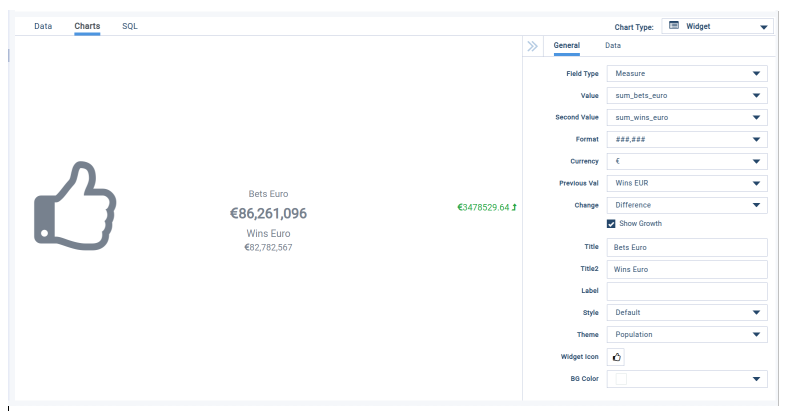 Data Charts SQL
Chart Type: Widget
General Data
Field Type Measure
Value sum_bets_euro
Second Value sum_wins_euro
Format ###,###
Currency €
Previous Val Wins EUR
Change Difference
Show Growth
Title Bets Euro
Title2 Wins Euro
Label
Style Default
Theme Population
Widget Icon
BG Color
Bets Euro
€86,261,096
Wins Euro
€82,782,567
€3478529.64